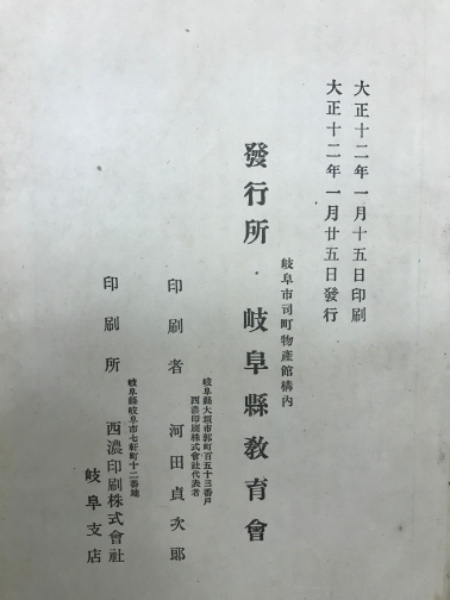 大正十二年一月十五日印刷
大正十二年一月廿五日發行
岐阜市司町物產館構内
發行所 . 岐阜縣敎育會
岐阜縣大垣市郭町百五十三番戶
西濃印刷株式會社代表者
印刷者 河田貞次郞
岐阜縣岐阜市七軒町十二番地
印刷所 西濃印刷株式會社
岐阜支店